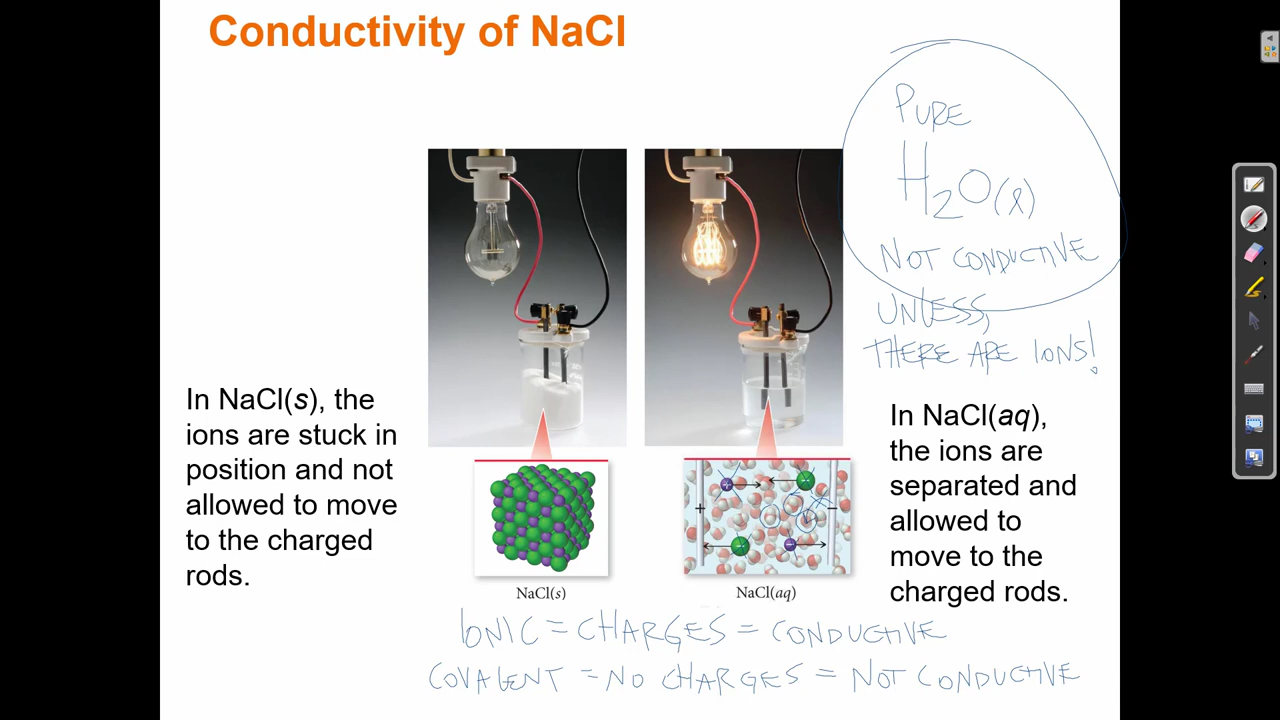 Conductivity of NaCl
PURE
H2O(l)
NOT CONDUCTIVE
UNLESS,
THERE ARE IONS!
In NaCl(s), the
ions are stuck in
position and not
allowed to move
to the charged
rods.
In NaCl(aq),
the ions are
separated and
allowed to
move to the
charged rods.
+
−
NaCl(s)
NaCl(aq)
IONIC = CHARGES = CONDUCTIVE
COVALENT = NO CHARGES = NOT CONDUCTIVE